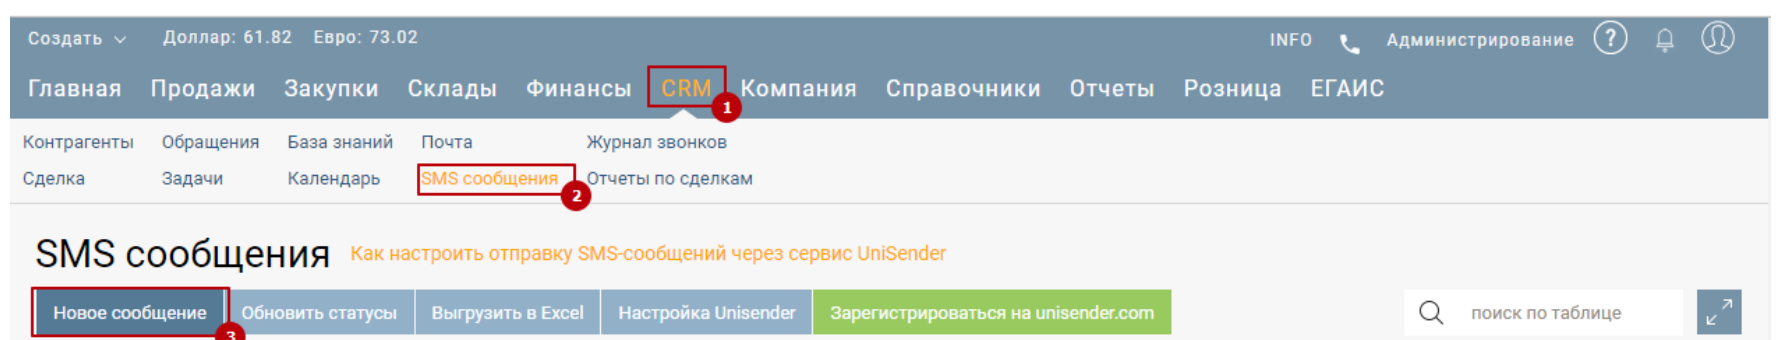 Создать Доллар: 61.82 Евро: 73.02 INFO Администрирование ?
Главная Продажи Закупки Склады Финансы CRM Компания Справочники Отчеты Розница ЕГАИС
1
Контрагенты Обращения База знаний Почта Журнал звонков
Сделка Задачи Календарь SMS сообщения Отчеты по сделкам
2
SMS сообщения Как настроить отправку SMS-сообщений через сервис UniSender
Новое сообщение Обновить статусы Выгрузить в Excel Настройка Unisender Зарегистрироваться на unisender.com поиск по таблице
3